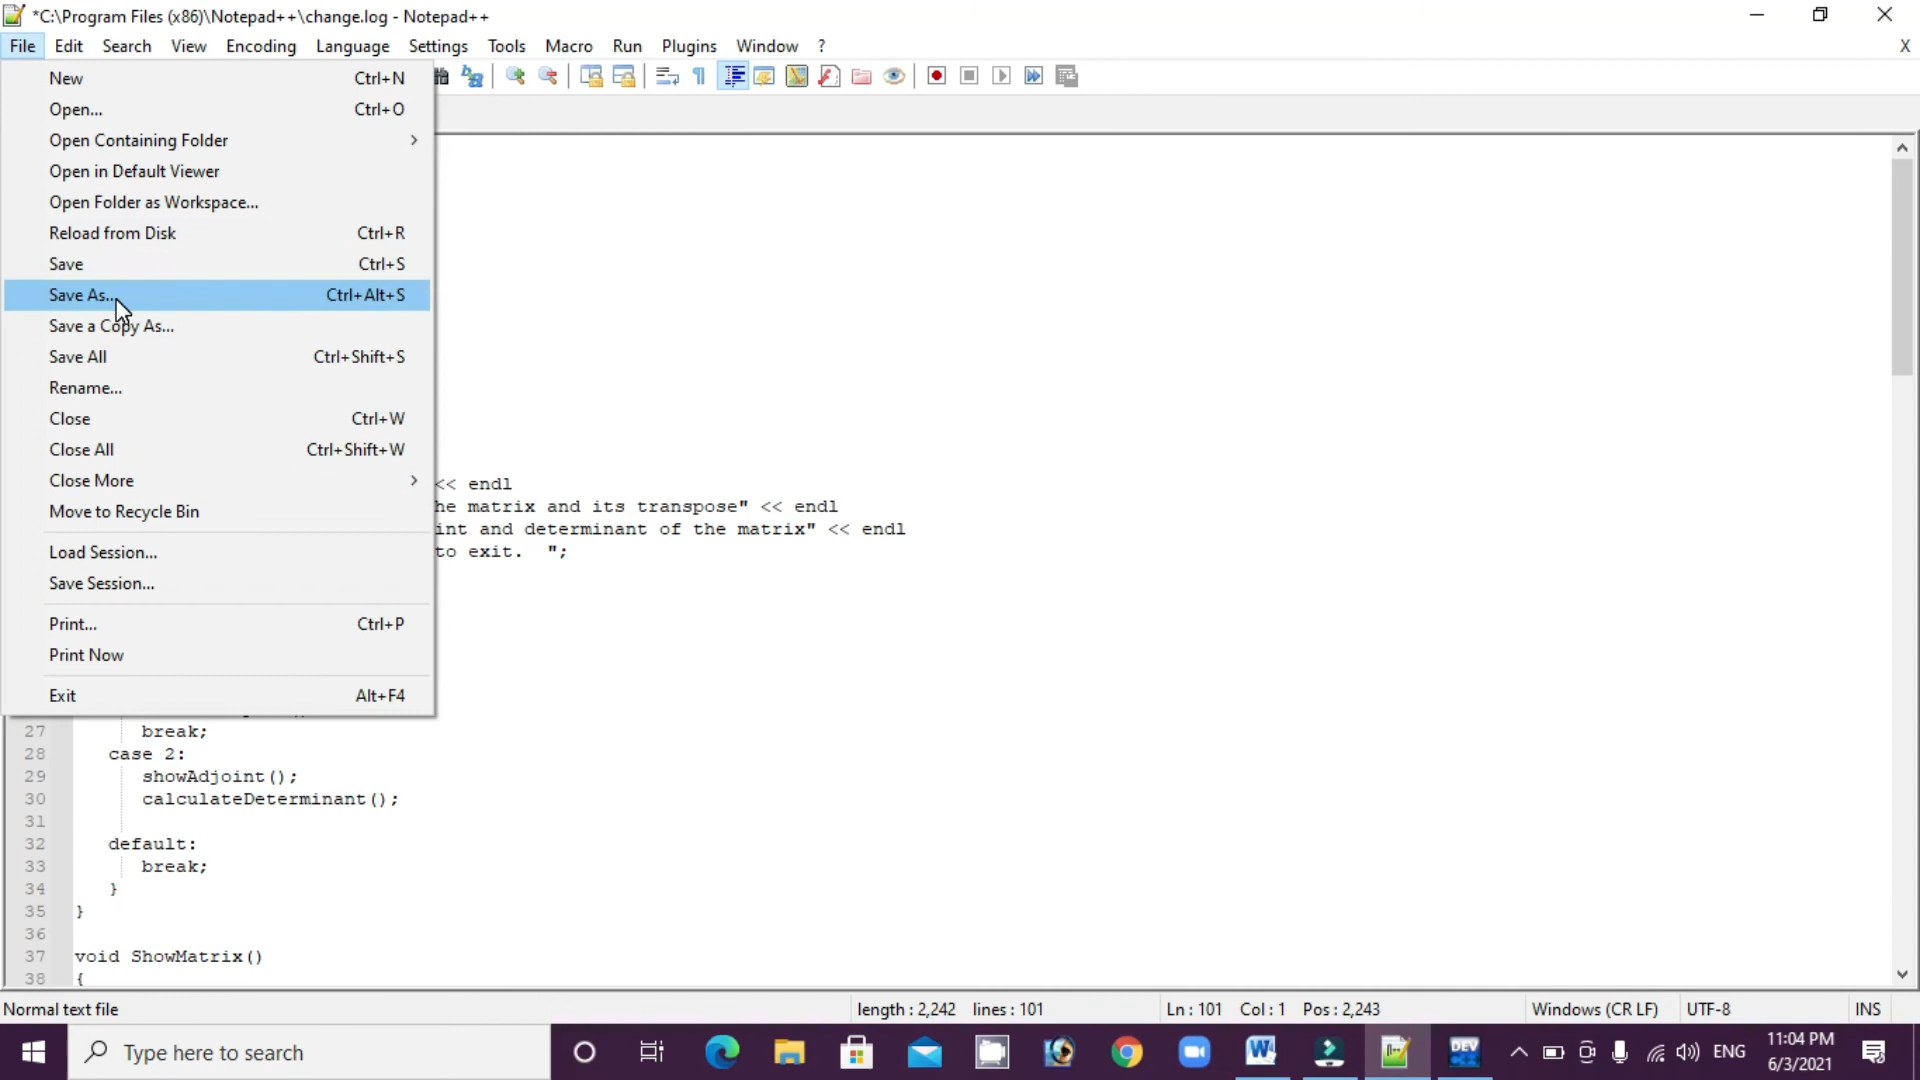 *C:\Program Files (x86)\Notepad++\change.log - Notepad++
File Edit Search View Encoding Language Settings Tools Macro Run Plugins Window ? X
New Ctrl+N
Open... Ctrl+O
Open Containing Folder
Open in Default Viewer
Open Folder as Workspace...
Reload from Disk Ctrl+R
Save Ctrl+S
Save As... Ctrl+Alt+S
Save a Copy As...
Save All Ctrl+Shift+S
Rename...
Close Ctrl+W
Close All Ctrl+Shift+W
Close More
Move to Recycle Bin
Load Session...
Save Session...
Print... Ctrl+P
Print Now
Exit Alt+F4
<< endl
he matrix and its transpose" << endl
int and determinant of the matrix" << endl
to exit. ";
27 break;
28 case 2:
29 showAdjoint();
30 calculateDeterminant();
31
32 default:
33 break;
34 }
35 }
36
37 void ShowMatrix()
38 {
Normal text file length : 2,242 lines : 101 Ln : 101 Col : 1 Pos : 2,243 Windows (CR LF) UTF-8 INS
Type here to search DEV ENG 11:04 PM
6/3/2021